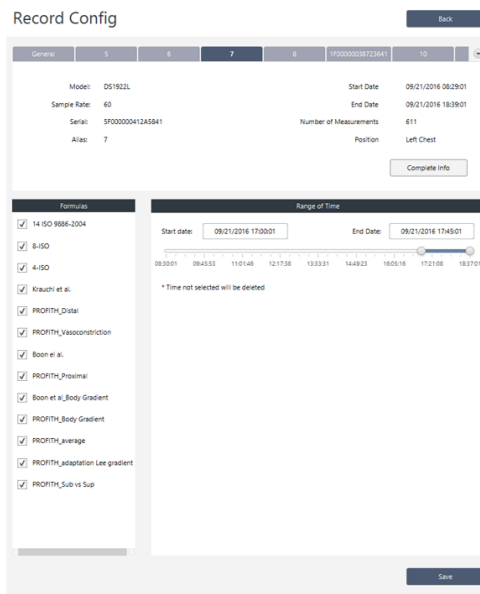 Record Config
Back
General 5 6 7 8 1F00000038723641 10
Model: DS1922L Start Date 09/21/2016 08:29:01
Sample Rate: 60 End Date 09/21/2016 18:39:01
Serial: 5F000000412A5841 Number of Measurements 611
Alias: 7 Position Left Chest
Complete Info
Formulas
14 ISO 9886-2004
8-ISO
4-ISO
Krauchi et al.
PROFITH_Distal
PROFITH_Vasoconstriction
Boon el al.
PROFITH_Proximal
Boon et al_Body Gradient
PROFITH_Body Gradient
PROFITH_average
PROFITH_adaptation Lee gradient
PROFITH_Sub vs Sup
Range of Time
Start date: 09/21/2016 17:00:01 End Date: 09/21/2016 17:45:01
08:30:01 09:45:53 11:01:46 12:17:38 13:33:31 14:49:23 16:05:16 17:21:08 18:37:01
* Time not selected will be deleted
Save